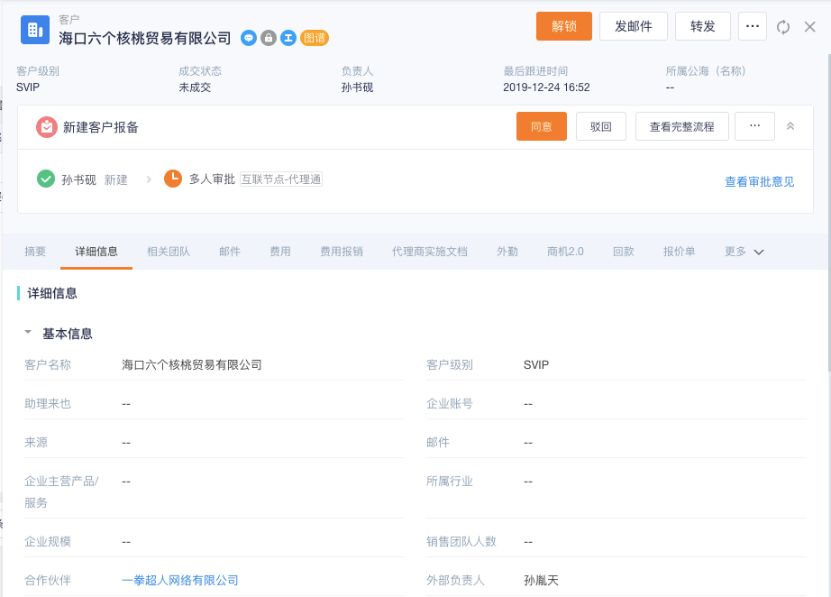 客户
海口六个核桃贸易有限公司 图谱 解锁 发邮件 转发 ...
客户级别 成交状态 负责人 最后跟进时间 所属公海（名称）
SVIP 未成交 孙书砚 2019-12-24 16:52 --
新建客户报备 同意 驳回 查看完整流程 ...
孙书砚 新建 多人审批 互联节点-代理通 查看审批意见
摘要 详细信息 相关团队 邮件 费用 费用报销 代理商实施文档 外勤 商机2.0 回款 报价单 更多
详细信息
基本信息
客户名称 海口六个核桃贸易有限公司 客户级别 SVIP
助理来也 -- 企业账号 --
来源 -- 邮件 --
企业主营产品/ -- 所属行业 --
服务
企业规模 -- 销售团队人数 --
合作伙伴 一拳超人网络有限公司 外部负责人 孙胤天